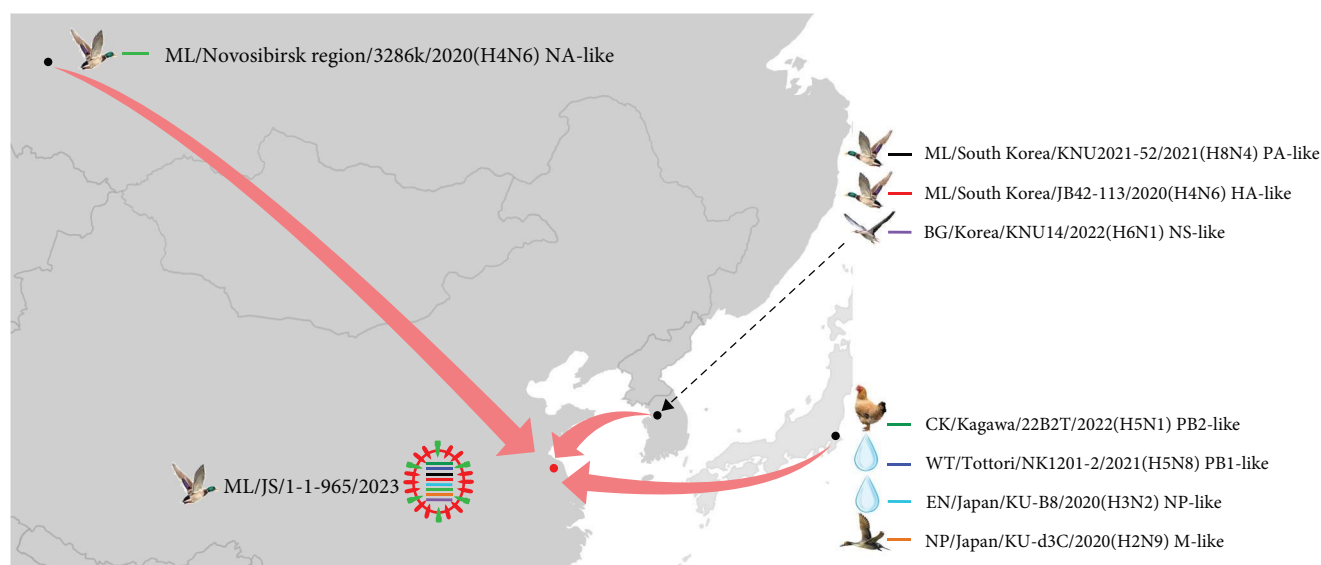 ML/Novosibirsk region/3286k/2020(H4N6) NA-like
ML/South Korea/KNU2021-52/2021(H8N4) PA-like
ML/South Korea/JB42-113/2020(H4N6) HA-like
BG/Korea/KNU14/2022(H6N1) NS-like
CK/Kagawa/22B2T/2022(H5N1) PB2-like
WT/Tottori/NK1201-2/2021(H5N8) PB1-like
ML/JS/1-1-965/2023
EN/Japan/KU-B8/2020(H3N2) NP-like
NP/Japan/KU-d3C/2020(H2N9) M-like